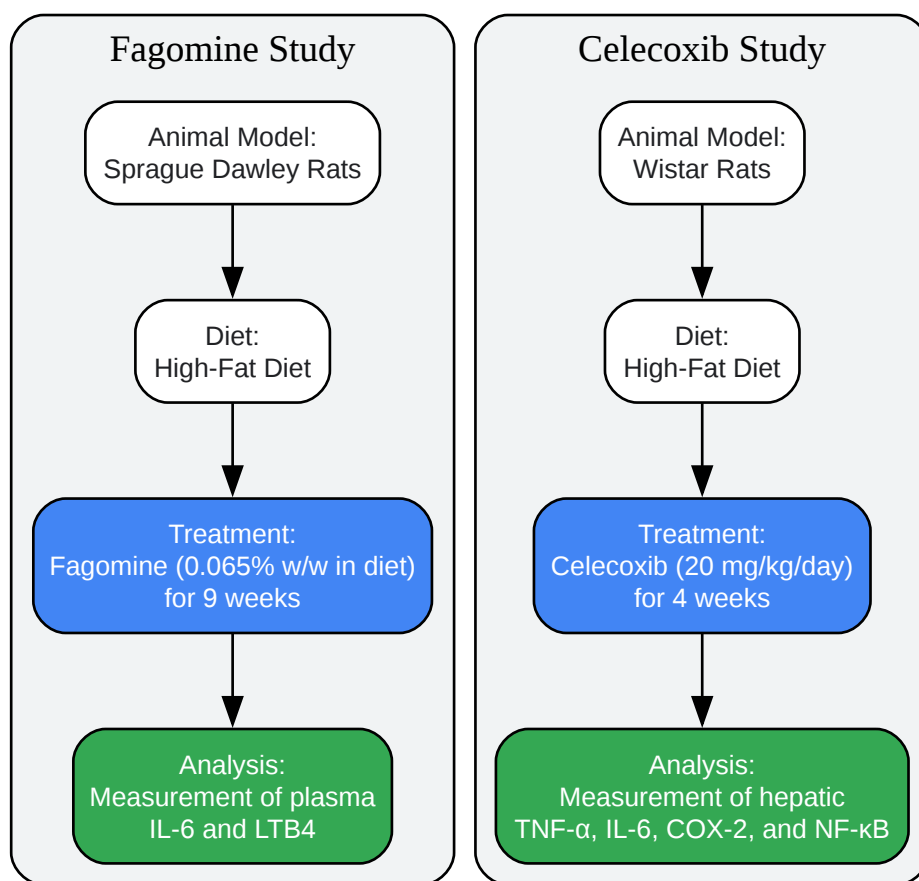 Fagomine Study
Animal Model:
Sprague Dawley Rats
Diet:
High-Fat Diet
Treatment:
Fagomine (0.065% w/w in diet)
for 9 weeks
Analysis:
Measurement of plasma
IL-6 and LTB4
Celecoxib Study
Animal Model:
Wistar Rats
Diet:
High-Fat Diet
Treatment:
Celecoxib (20 mg/kg/day)
for 4 weeks
Analysis:
Measurement of hepatic
TNF-α, IL-6, COX-2, and NF-κB